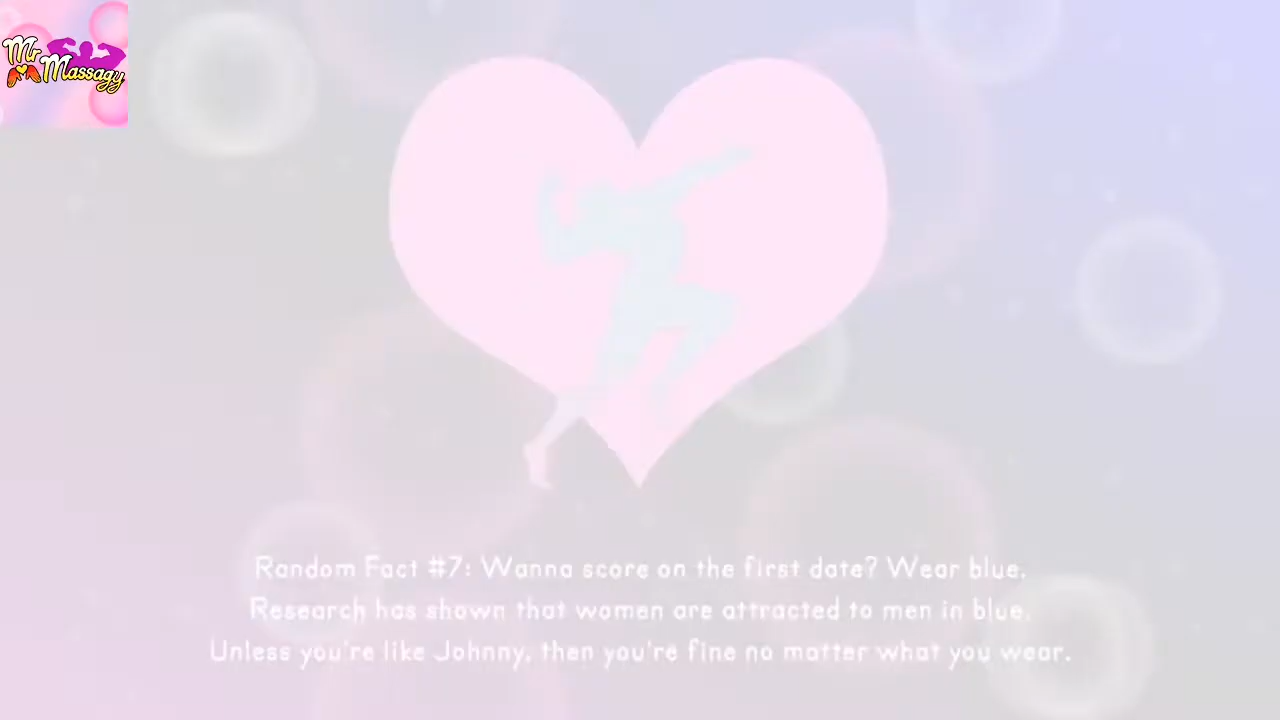 Mr
Massagy
Random Fact #7: Wanna score on the first date? Wear blue.
Research has shown that women are attracted to men in blue.
Unless you're like Johnny, then you're fine no matter what you wear.